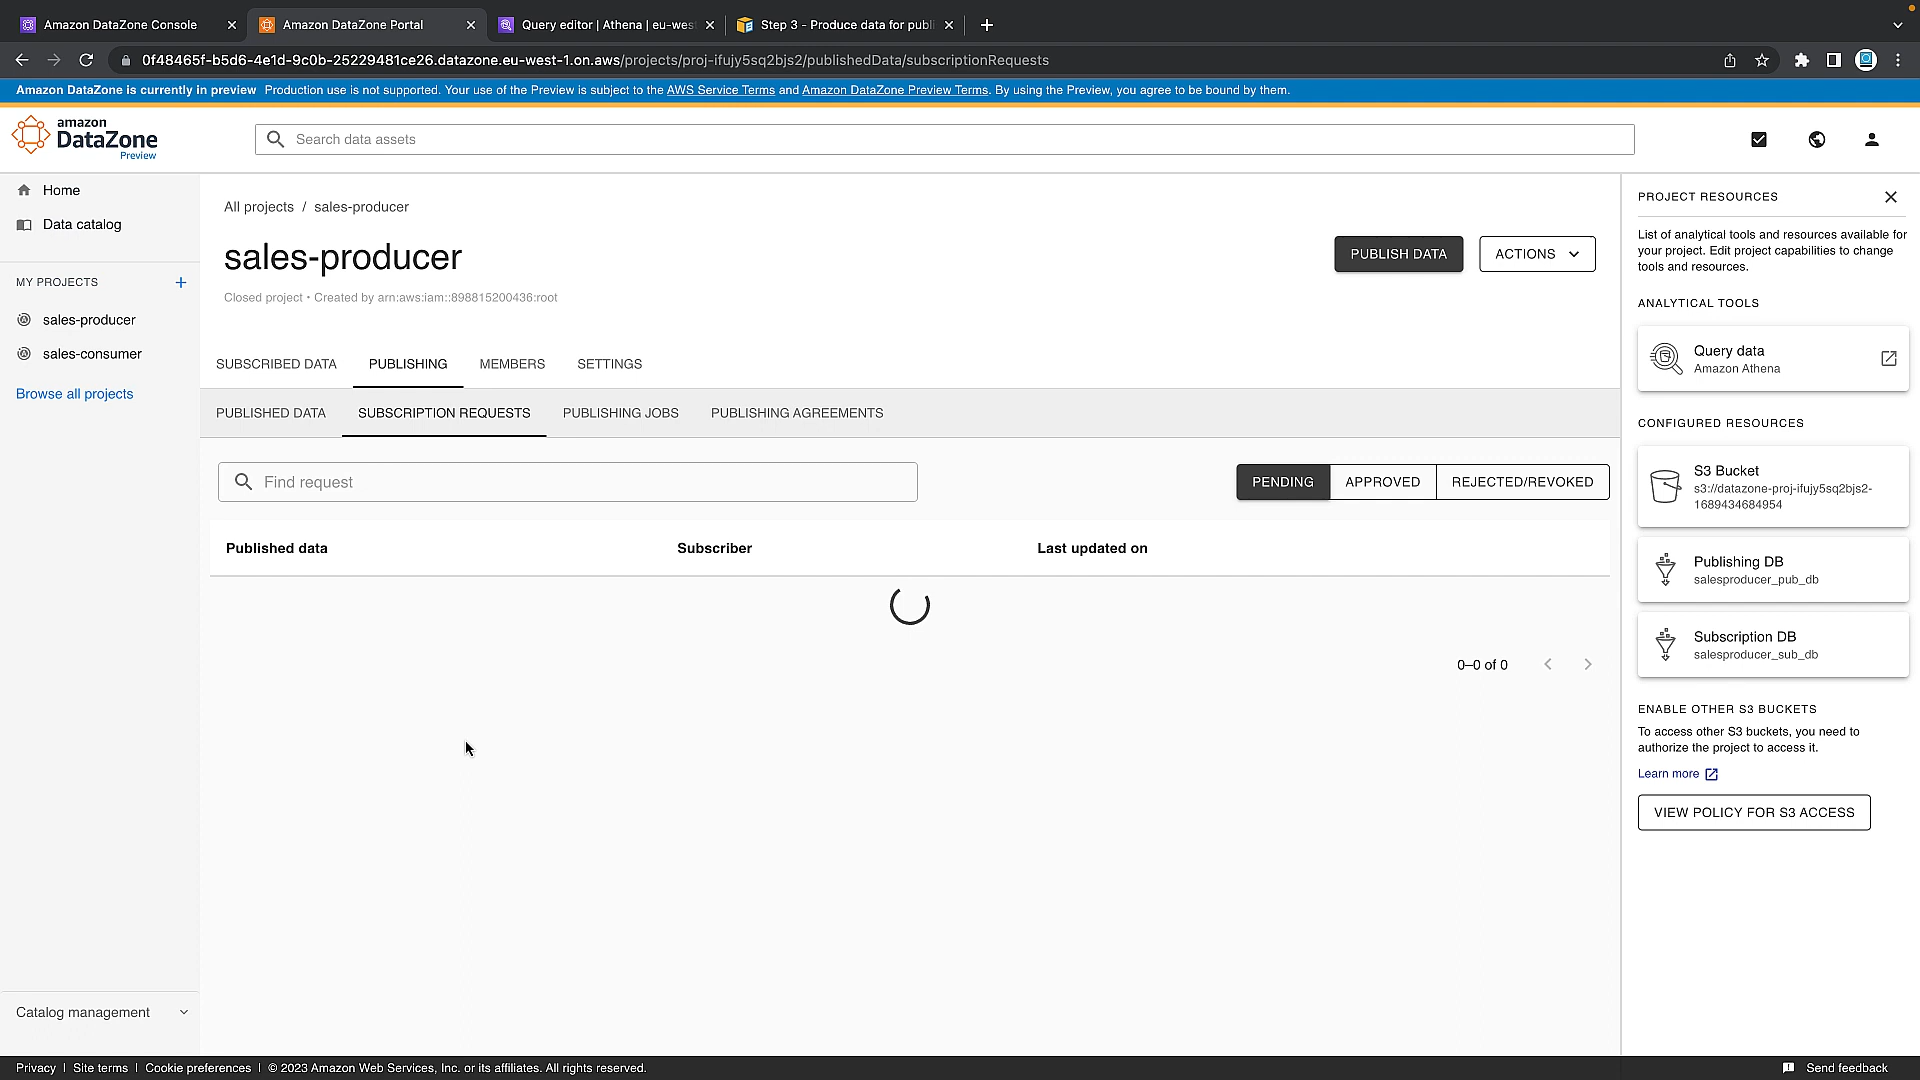 Amazon DataZone Console
Amazon DataZone Portal
Query editor | Athena | eu-wes
Step 3 - Produce data for publ
0f48465f-b5d6-4e1d-9c0b-25229481ce26.datazone.eu-west-1.on.aws/projects/proj-ifujy5sq2bjs2/publishedData/subscriptionRequests
Amazon DataZone is currently in preview Production use is not supported. Your use of the Preview is subject to the AWS Service Terms and Amazon DataZone Preview Terms. By using the Preview, you agree to be bound by them.
amazon
DataZone
Preview
Search data assets
Home
Data catalog
MY PROJECTS
sales-producer
sales-consumer
Browse all projects
Catalog management
All projects / sales-producer
sales-producer
Closed project • Created by arn:aws:iam::898815200436:root
PUBLISH DATA
ACTIONS
SUBSCRIBED DATA PUBLISHING MEMBERS SETTINGS
PUBLISHED DATA SUBSCRIPTION REQUESTS PUBLISHING JOBS PUBLISHING AGREEMENTS
Find request
PENDING APPROVED REJECTED/REVOKED
Published data Subscriber Last updated on
0–0 of 0
PROJECT RESOURCES
List of analytical tools and resources available for
your project. Edit project capabilities to change
tools and resources.
ANALYTICAL TOOLS
Query data
Amazon Athena
CONFIGURED RESOURCES
S3 Bucket
s3://datazone-proj-ifujy5sq2bjs2-
1689434684954
Publishing DB
salesproducer_pub_db
Subscription DB
salesproducer_sub_db
ENABLE OTHER S3 BUCKETS
To access other S3 buckets, you need to
authorize the project to access it.
Learn more
VIEW POLICY FOR S3 ACCESS
Privacy | Site terms | Cookie preferences | © 2023 Amazon Web Services, Inc. or its affiliates. All rights reserved.
Send feedback